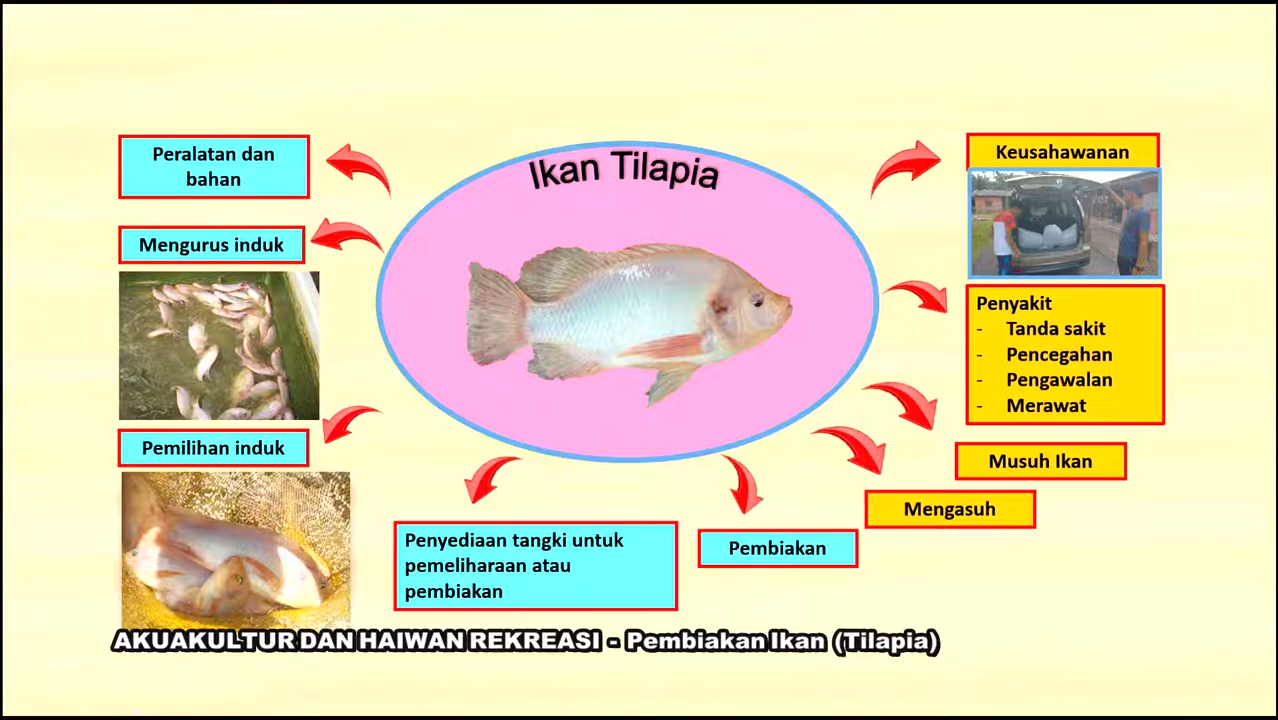 Ikan Tilapia
Peralatan dan
bahan
Mengurus induk
Pemilihan induk
Penyediaan tangki untuk
pemeliharaan atau
pembiakan
Pembiakan
Mengasuh
Musuh Ikan
Penyakit
- Tanda sakit
- Pencegahan
- Pengawalan
- Merawat
Keusahawanan
AKUAKULTUR DAN HAIWAN REKREASI - Pembiakan Ikan (Tilapia)